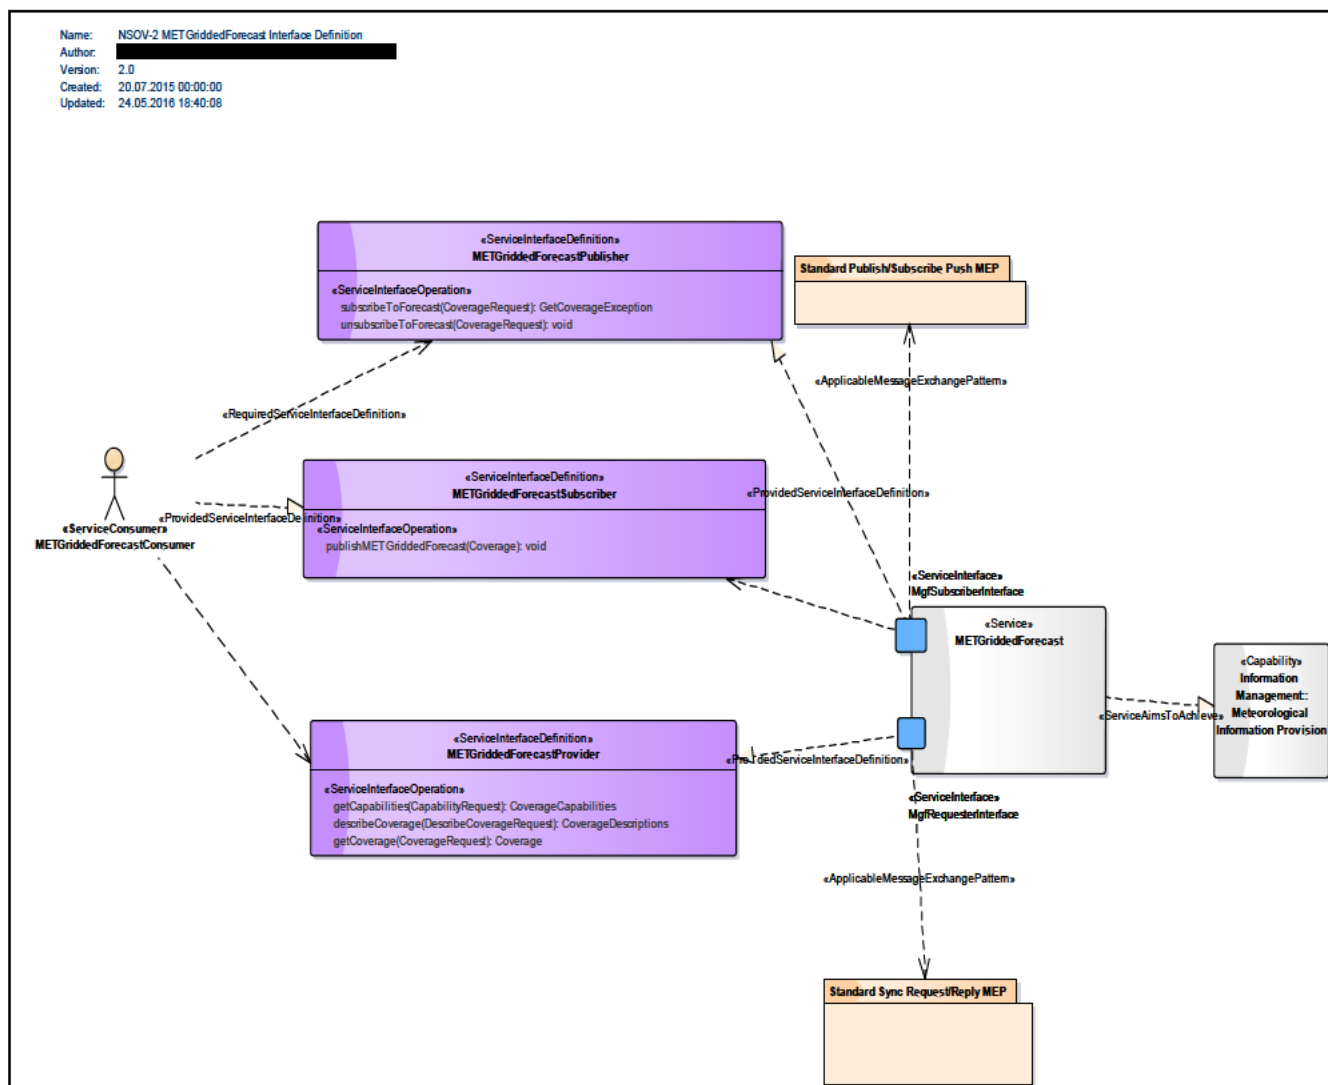 Name: NSOV-2 METGriddedForecast Interface Definition
Author:
Version: 2.0
Created: 20.07.2015 00:00:00
Updated: 24.05.2016 18:40:08
«ServiceInterfaceDefinition»
METGriddedForecastPublisher
«ServiceInterfaceOperation»
subscribeToForecast(CoverageRequest): GetCoverageException
unsubscribeToForecast(CoverageRequest): void
Standard Publish/Subscribe Push MEP
«ApplicableMessageExchangePattern»
«RequiredServiceInterfaceDefinition»
«ServiceInterfaceDefinition»
METGriddedForecastSubscriber
«ServiceInterfaceOperation»
publishMETGriddedForecast(Coverage): void
«ProvidedServiceInterfaceDefinition»
«ProvidedServiceInterfaceDefinition»
«ServiceConsumer»
METGriddedForecastConsumer
«ServiceInterface»
MgfSubscriberInterface
«Service»
METGriddedForecast
«Capability»
Information
Management::
Meteorological
Information Provision
«ServiceAimsToAchieve»
«ServiceInterfaceDefinition»
METGriddedForecastProvider
«ServiceInterfaceOperation»
getCapabilities(CapabilityRequest): CoverageCapabilities
describeCoverage(DescribeCoverageRequest): CoverageDescriptions
getCoverage(CoverageRequest): Coverage
«ProvidedServiceInterfaceDefinition»
«ServiceInterface»
MgfRequesterInterface
«ApplicableMessageExchangePattern»
Standard Sync Request/Reply MEP